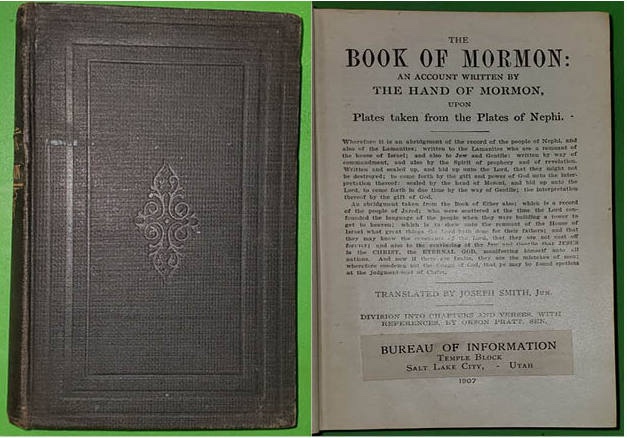 THE
BOOK OF MORMON:
AN ACCOUNT WRITTEN BY
THE HAND OF MORMON,
UPON
Plates taken from the Plates of Nephi.
Wherefore it is an abridgment of the record of the people of Nephi, and
also of the Lamanites; written to the Lamanites who are a remnant of
the house of Israel; and also to Jew and Gentile: written by way of
commandment, and also by the Spirit of prophecy and of revelation.
Written and sealed up, and hid up unto the Lord, that they might not
be destroyed; to come forth by the gift and power of God unto the inter-
pretation thereof: sealed by the hand of Moroni, and hid up unto the
Lord, to come forth in due time by the way of Gentile; the interpretation
thereof by the gift of God.
An abridgment taken from the Book of Ether also; which is a record
of the people of Jared; who were scattered at the time the Lord con-
founded the language of the people when they were building a tower to
get to heaven; which is to shew unto the remnant of the House of
Israel what great things the Lord hath done for their fathers; and that
they may know the covenants of the Lord, that they are not cast off
forever; and also to the convincing of the Jew and Gentile that JESUS
is the CHRIST, the ETERNAL GOD, manifesting himself unto all
nations. And now if there are faults, they are the mistakes of men;
wherefore condemn not the things of God, that ye may be found spotless
at the judgment-seat of Christ.
TRANSLATED BY JOSEPH SMITH, Jun.
DIVISION INTO CHAPTERS AND VERSES, WITH
REFERENCES, BY ORSON PRATT, SEN.
BUREAU OF INFORMATION
TEMPLE BLOCK
SALT LAKE CITY, - UTAH
1907